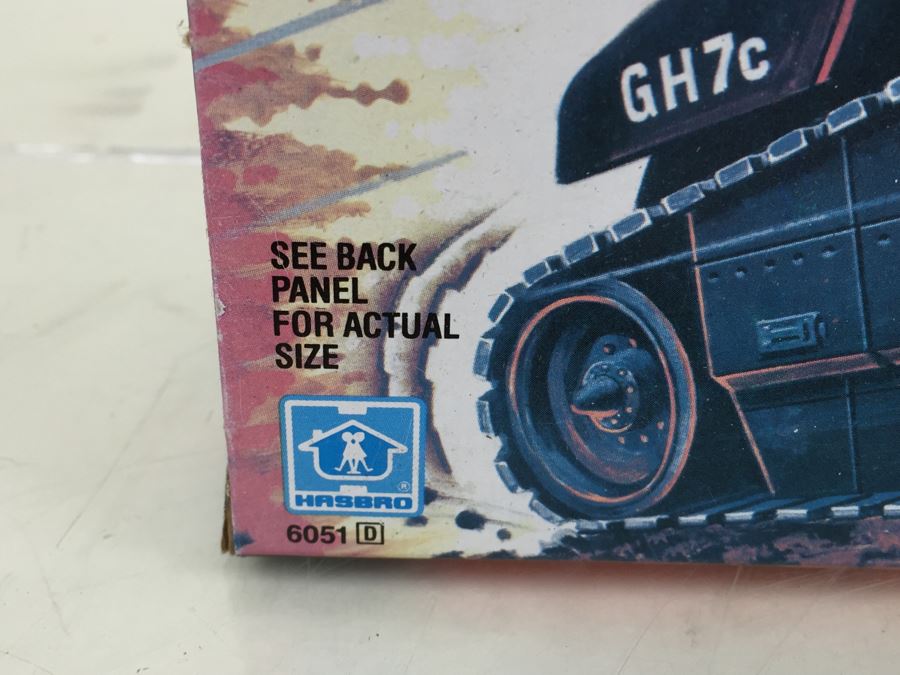 GH7c
SEE BACK
PANEL
FOR ACTUAL
SIZE
®
HASBRO
6051 D